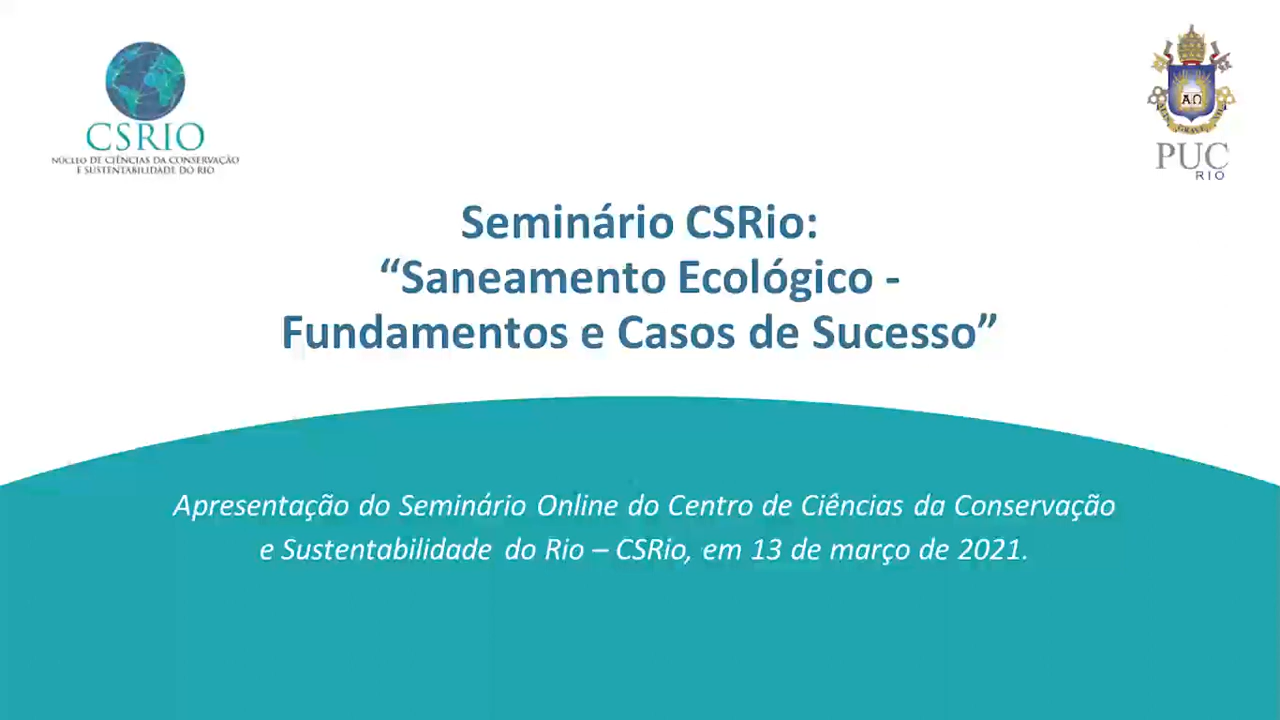 CSRIO
NÚCLEO DE CIÊNCIAS DA CONSERVAÇÃO
E SUSTENTABILIDADE DO RIO
ΑΩ
PUC
RIO
Seminário CSRio:
“Saneamento Ecológico -
Fundamentos e Casos de Sucesso”
Apresentação do Seminário Online do Centro de Ciências da Conservação
e Sustentabilidade do Rio – CSRio, em 13 de março de 2021.